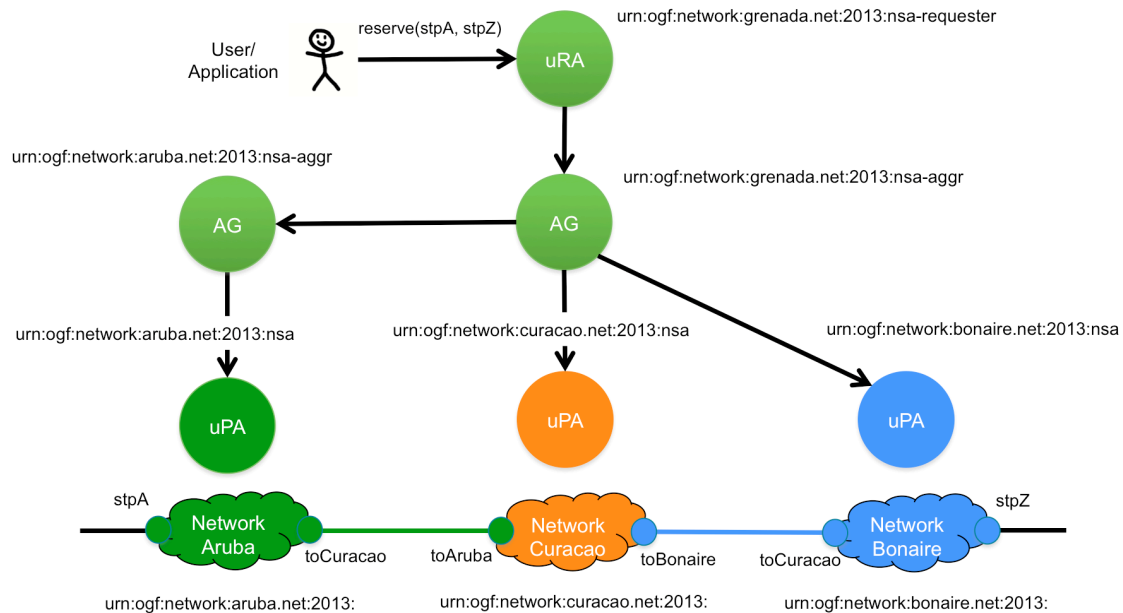 urn:ogf:network:grenada.net:2013:nsa-requester
reserve(stpA, stpZ)
User/
Application
uRA
urn:ogf:network:aruba.net:2013:nsa-aggr
urn:ogf:network:grenada.net:2013:nsa-aggr
AG
AG
urn:ogf:network:aruba.net:2013:nsa
urn:ogf:network:curacao.net:2013:nsa
urn:ogf:network:bonaire.net:2013:nsa
uPA
uPA
uPA
stpA
stpZ
Network
Aruba
Network
Curacao
Network
Bonaire
toCuracao
toAruba
toBonaire
toCuracao
urn:ogf:network:aruba.net:2013:
urn:ogf:network:curacao.net:2013:
urn:ogf:network:bonaire.net:2013: